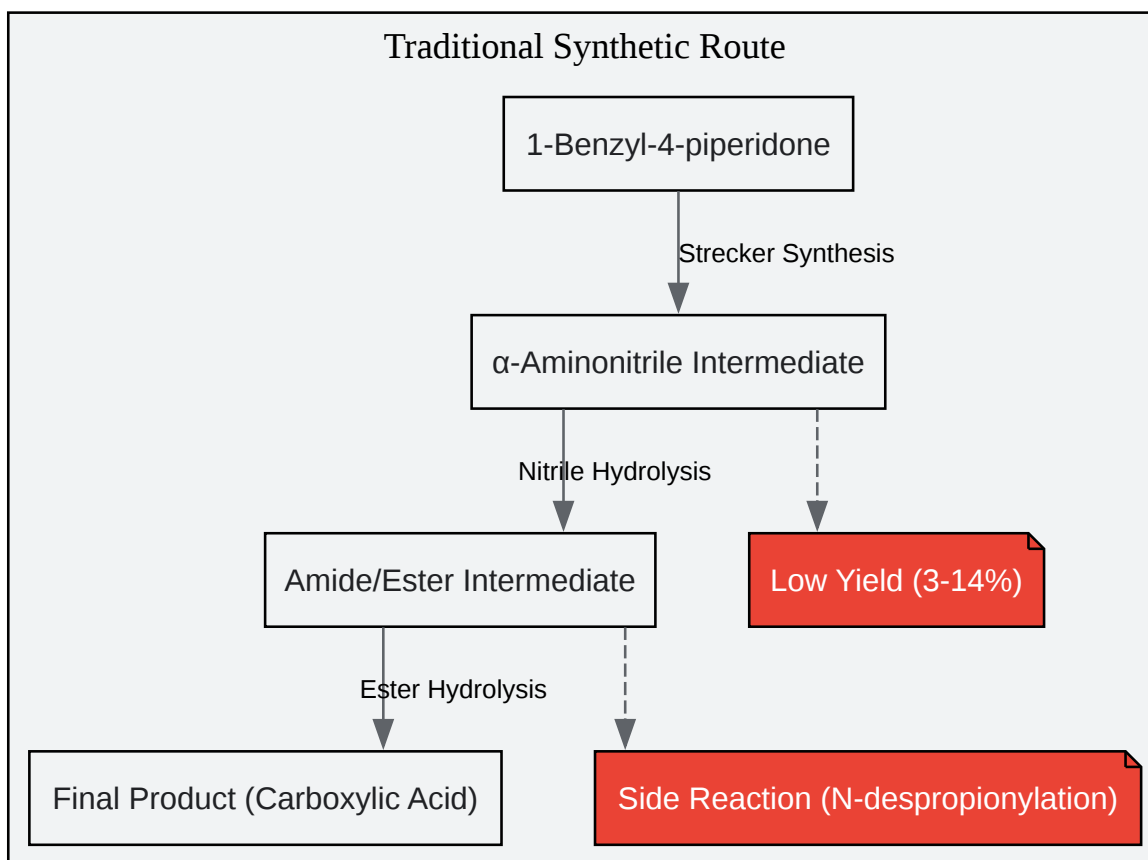 Traditional Synthetic Route
1-Benzyl-4-piperidone
Strecker Synthesis
α-Aminonitrile Intermediate
Nitrile Hydrolysis
Amide/Ester Intermediate
Low Yield (3-14%)
Ester Hydrolysis
Final Product (Carboxylic Acid)
Side Reaction (N-despropionylation)